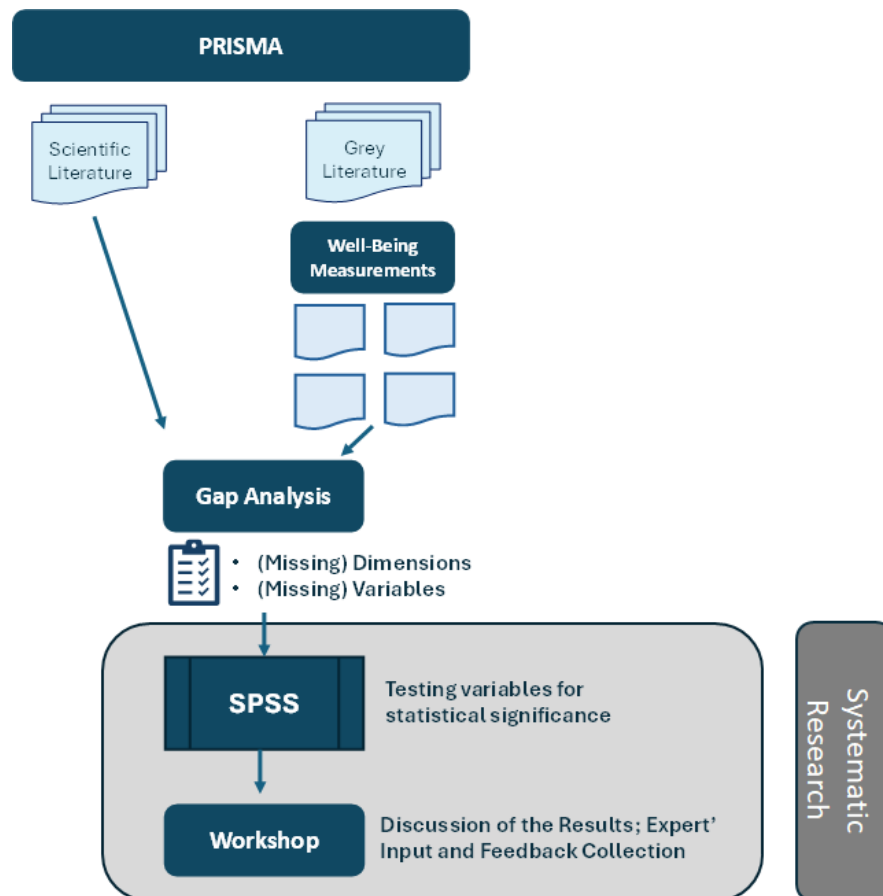 PRISMA
Scientific
Literature
Grey
Literature
Well-Being
Measurements
Gap Analysis
• (Missing) Dimensions
• (Missing) Variables
SPSS
Testing variables for
statistical significance
Workshop
Discussion of the Results; Expert’
Input and Feedback Collection
Systematic
Research